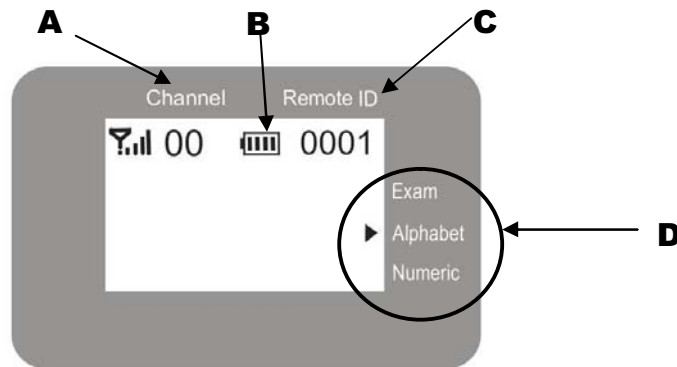 A B C
Channel Remote ID
00 0001
Exam
Alphabet D
Numeric